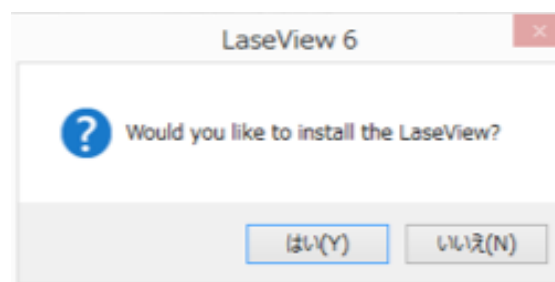 LaseView 6
Would you like to install the LaseView?
はい(Y) いいえ(N)